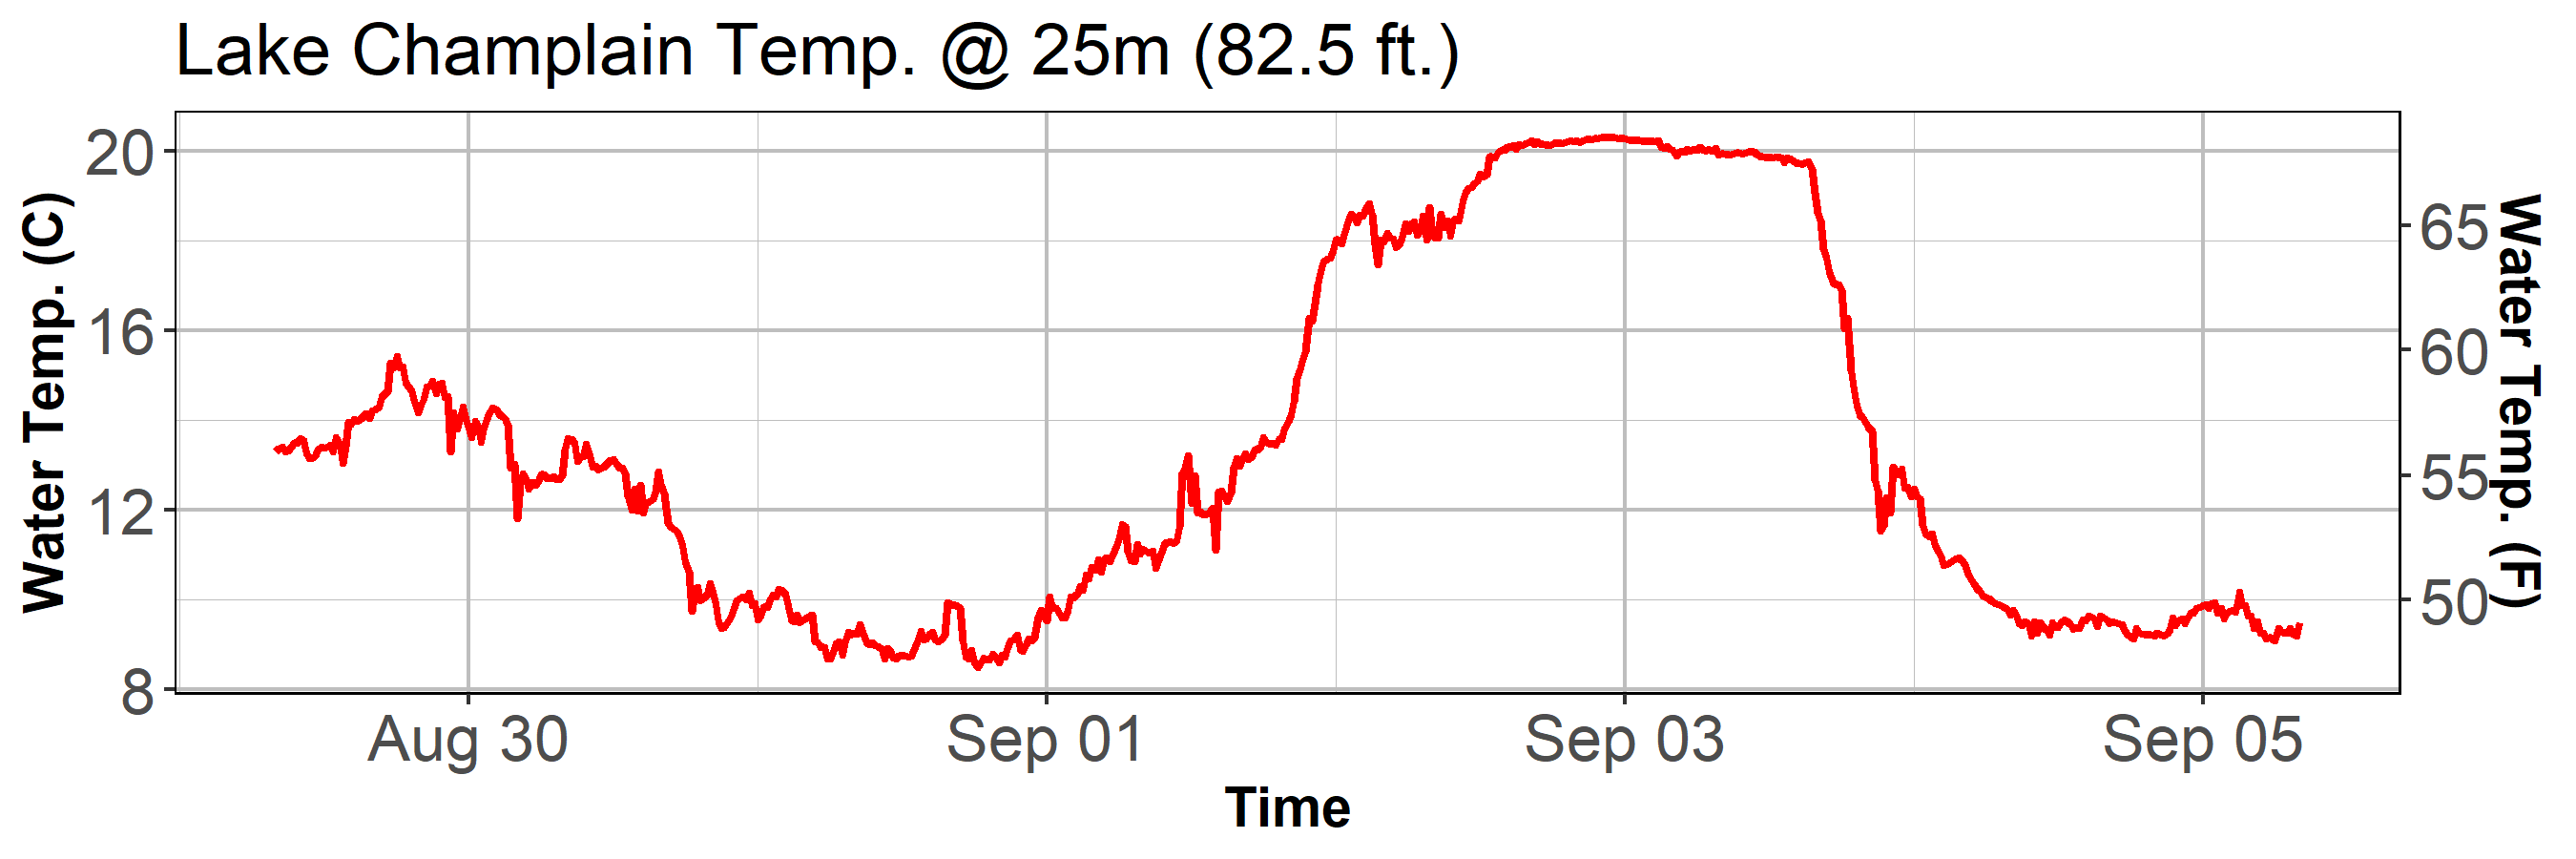 Lake Champlain Temp. @ 25m (82.5 ft.)
Water Temp. (C)
20
16
12
8
65
60
55
50
Water Temp. (F)
Aug 30 Sep 01 Sep 03 Sep 05
Time